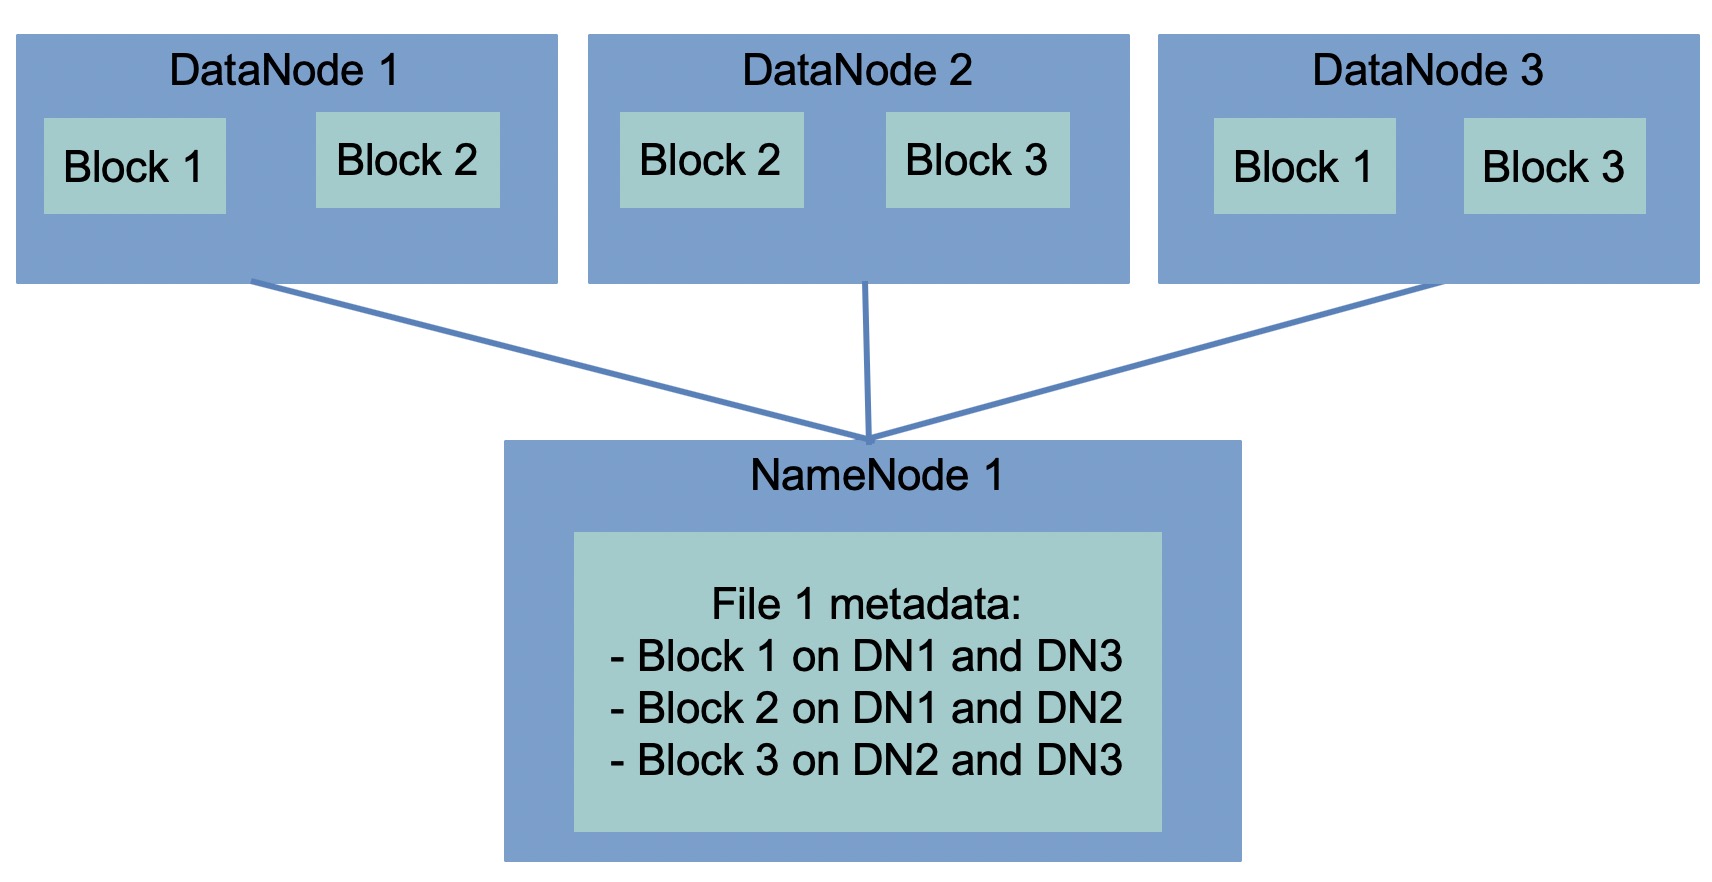 DataNode 1
Block 1
Block 2
DataNode 2
Block 2
Block 3
DataNode 3
Block 1
Block 3
NameNode 1
File 1 metadata:
- Block 1 on DN1 and DN3
- Block 2 on DN1 and DN2
- Block 3 on DN2 and DN3